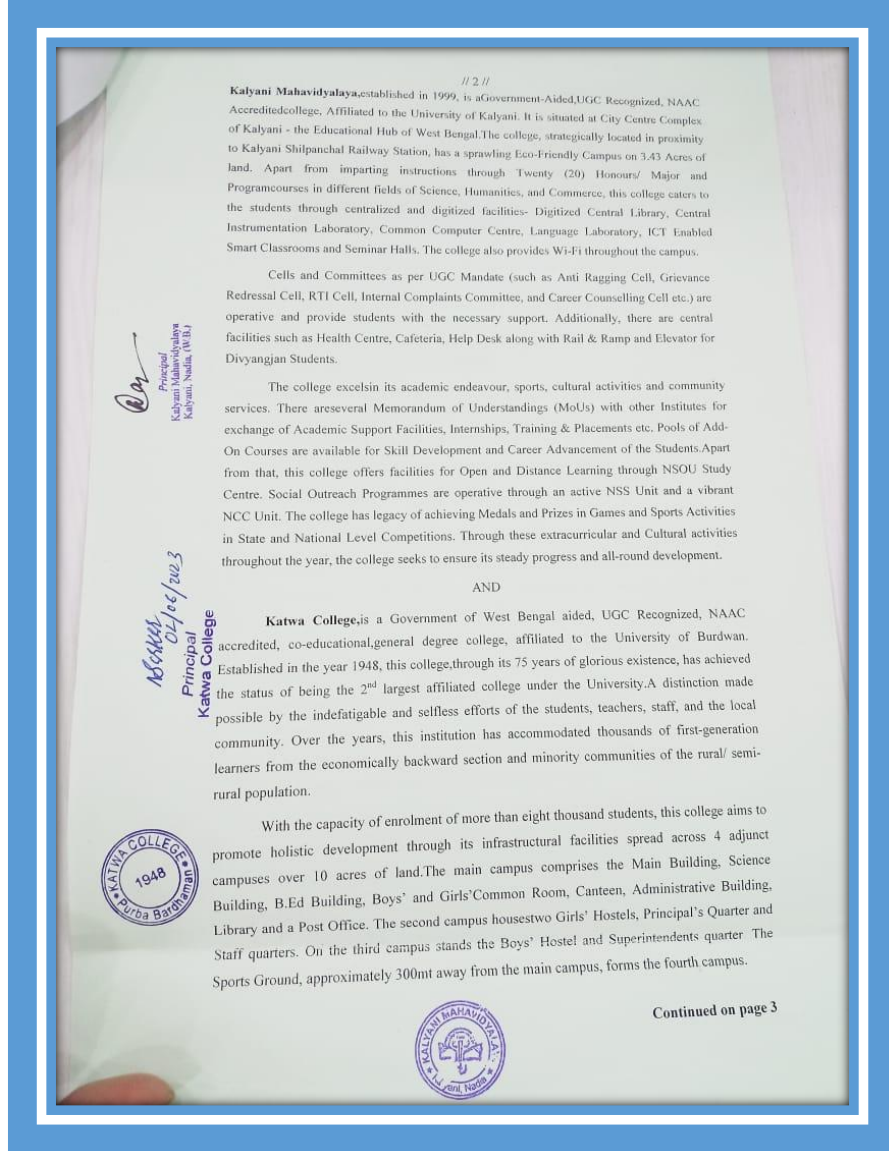 // 2 //
Kalyani Mahavidyalaya,established in 1999, is aGovernment-Aided,UGC Recognized, NAAC
Accreditedcollege, Affiliated to the University of Kalyani. It is situated at City Centre Complex
of Kalyani - the Educational Hub of West Bengal.The college, strategically located in proximity
to Kalyani Shilpanchal Railway Station, has a sprawling Eco-Friendly Campus on 3.43 Acres of
land. Apart from imparting instructions through Twenty (20) Honours/ Major and
Programcourses in different fields of Science, Humanities, and Commerce, this college caters to
the students through centralized and digitized facilities- Digitized Central Library, Central
Instrumentation Laboratory, Common Computer Centre, Language Laboratory, ICT Enabled
Smart Classrooms and Seminar Halls. The college also provides Wi-Fi throughout the campus.
Cells and Committees as per UGC Mandate (such as Anti Ragging Cell, Grievance
Redressal Cell, RTI Cell, Internal Complaints Committee, and Career Counselling Cell etc.) are
operative and provide students with the necessary support. Additionally, there are central
facilities such as Health Centre, Cafeteria, Help Desk along with Rail & Ramp and Elevator for
Divyangjan Students.
The college excelsin its academic endeavour, sports, cultural activities and community
services. There areseveral Memorandum of Understandings (MoUs) with other Institutes for
exchange of Academic Support Facilities, Internships, Training & Placements etc. Pools of Add-
On Courses are available for Skill Development and Career Advancement of the Students.Apart
from that, this college offers facilities for Open and Distance Learning through NSOU Study
Centre. Social Outreach Programmes are operative through an active NSS Unit and a vibrant
NCC Unit. The college has legacy of achieving Medals and Prizes in Games and Sports Activities
in State and National Level Competitions. Through these extracurricular and Cultural activities
throughout the year, the college seeks to ensure its steady progress and all-round development.
AND
Katwa College,is a Government of West Bengal aided, UGC Recognized, NAAC
accredited, co-educational,general degree college, affiliated to the University of Burdwan.
Established in the year 1948, this college,through its 75 years of glorious existence, has achieved
the status of being the 2nd largest affiliated college under the University.A distinction made
possible by the indefatigable and selfless efforts of the students, teachers, staff, and the local
community. Over the years, this institution has accommodated thousands of first-generation
learners from the economically backward section and minority communities of the rural/ semi-
rural population.
With the capacity of enrolment of more than eight thousand students, this college aims to
promote holistic development through its infrastructural facilities spread across 4 adjunct
campuses over 10 acres of land.The main campus comprises the Main Building, Science
Building, B.Ed Building, Boys' and Girls'Common Room, Canteen, Administrative Building,
Library and a Post Office. The second campus housestwo Girls' Hostels, Principal's Quarter and
Staff quarters. On the third campus stands the Boys' Hostel and Superintendents quarter The
Sports Ground, approximately 300mt away from the main campus, forms the fourth campus.
Continued on page 3
Principal
Kalyani Mahavidyalaya
Kalyani, Nadia, (W.B.)
02/06/2023
Principal
Katwa College
KATWA COLLEGE
1948
Purba Bardhaman
KALYANI MAHAVIDYALA
Nadia